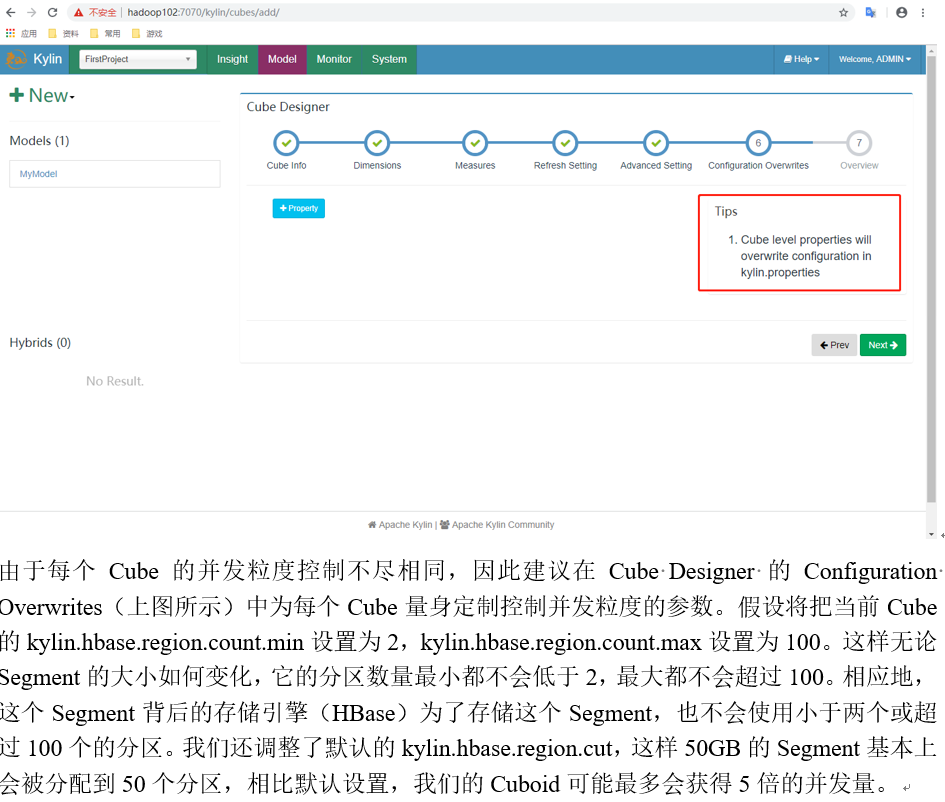 不安全 | hadoop102:7070/kylin/cubes/add/
应用 资料 常用 游戏
Kylin FirstProject Insight Model Monitor System Help Welcome, ADMIN
New
Cube Designer
Models (1)
6 7
Cube Info Dimensions Measures Refresh Setting Advanced Setting Configuration Overwrites Overview
MyModel
Property
Tips
1. Cube level properties will
overwrite configuration in
kylin.properties
Hybrids (0)
Prev Next
No Result.
Apache Kylin | Apache Kylin Community
由于每个 Cube 的并发粒度控制不尽相同，因此建议在 Cube Designer 的 Configuration
Overwrites（上图所示）中为每个 Cube 量身定制控制并发粒度的参数。假设将把当前 Cube
的 kylin.hbase.region.count.min 设置为 2，kylin.hbase.region.count.max 设置为 100。这样无论
Segment 的大小如何变化，它的分区数量最小都不会低于 2，最大都不会超过 100。相应地，
这个 Segment 背后的存储引擎（HBase）为了存储这个 Segment，也不会使用小于两个或超
过 100 个的分区。我们还调整了默认的 kylin.hbase.region.cut，这样 50GB 的 Segment 基本上
会被分配到 50 个分区，相比默认设置，我们的 Cuboid 可能最多会获得 5 倍的并发量。